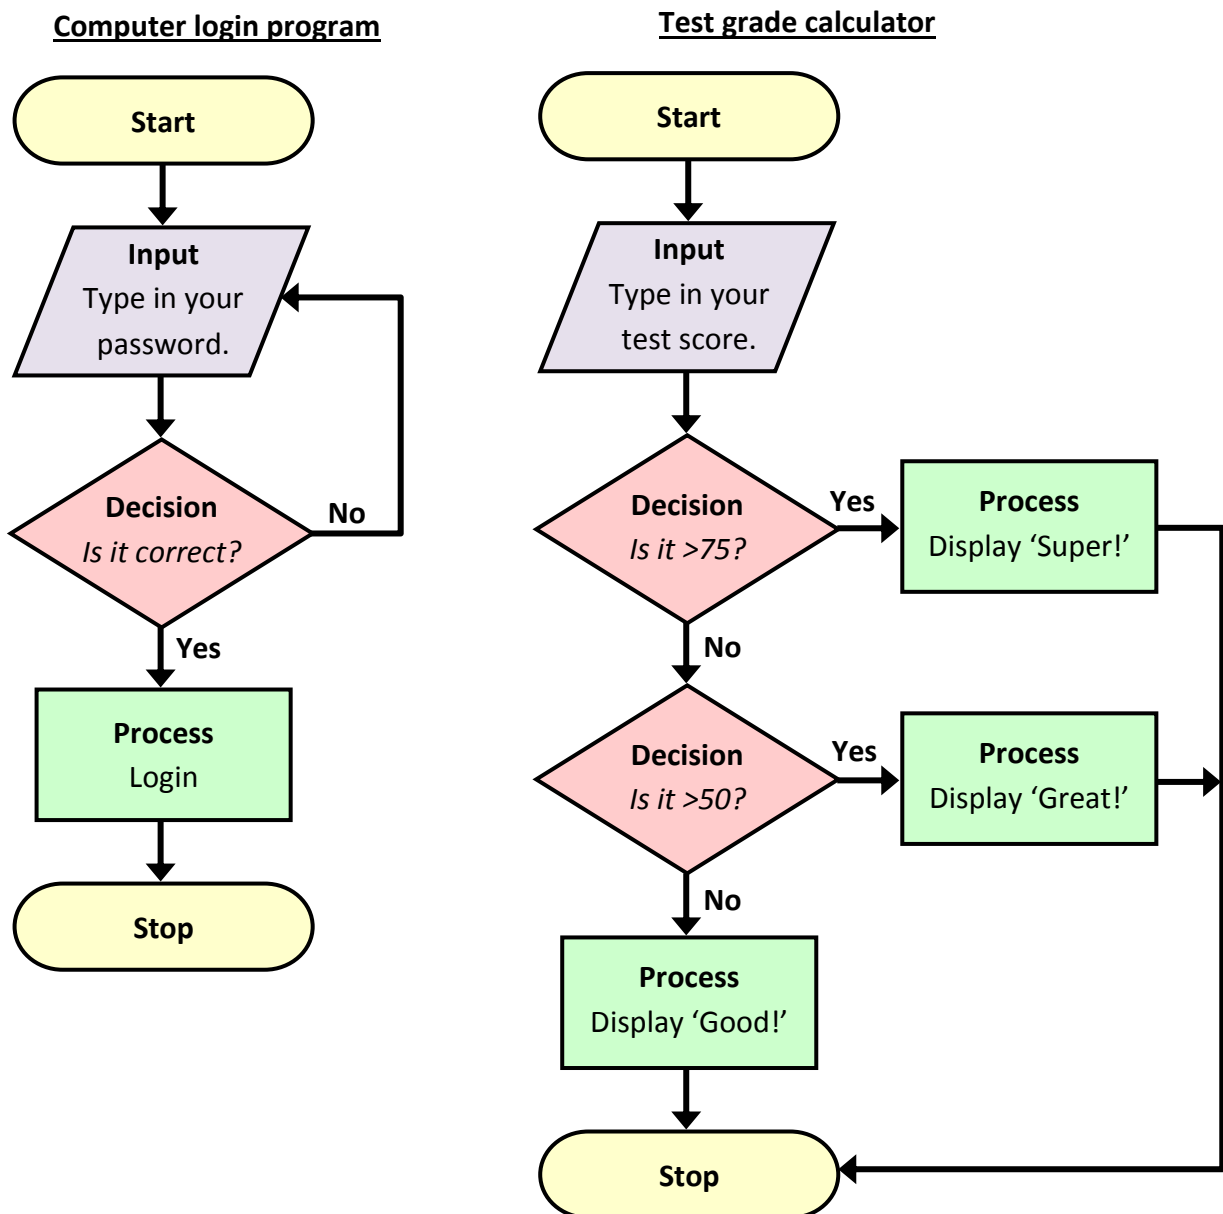 Computer login program
Start
Input
Type in your
password.
Decision
Is it correct?
No
Yes
Process
Login
Stop
Test grade calculator
Start
Input
Type in your
test score.
Decision
Is it >75?
Yes
Process
Display ‘Super!’
No
Decision
Is it >50?
Yes
Process
Display ‘Great!’
No
Process
Display ‘Good!’
Stop